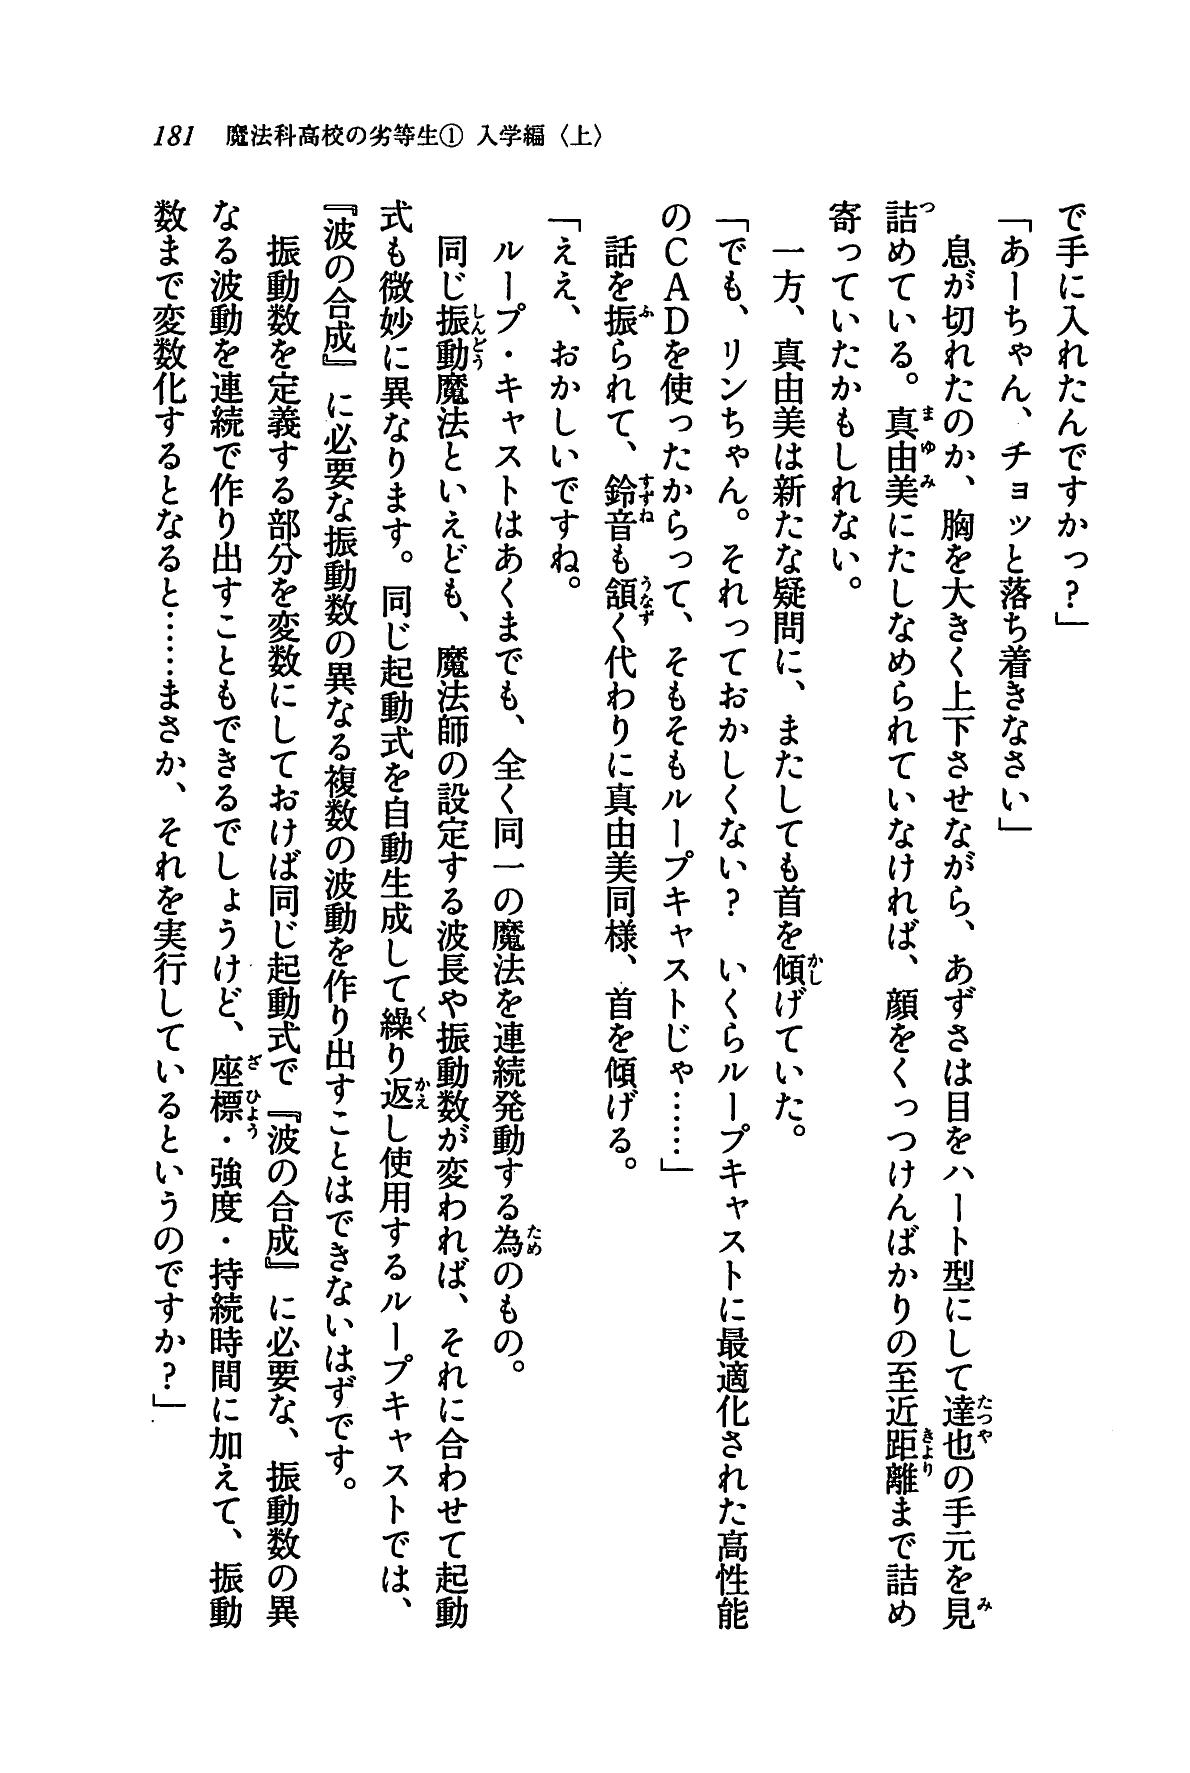 181 魔法科高校の劣等生① 入学編〈上〉
で手に入れたんですかっ？」
「あーちゃん、チョッと落ち着きなさい」
息が切れたのか、胸を大きく上下させながら、あずさは目をハート型にして達也の手元を見
詰めている。真由美にたしなめられていなければ、顔をくっつけんばかりの至近距離まで詰め
寄っていたかもしれない。
一方、真由美は新たな疑問に、またしても首を傾げていた。
「でも、リンちゃん。それっておかしくない？　いくらループキャストに最適化された高性能
のＣＡＤを使ったからって、そもそもループキャストじゃ……」
話を振られて、鈴音も頷く代わりに真由美同様、首を傾げる。
「ええ、おかしいですね。
ループ・キャストはあくまでも、全く同一の魔法を連続発動する為のもの。
同じ振動魔法といえども、魔法師の設定する波長や振動数が変われば、それに合わせて起動
式も微妙に異なります。同じ起動式を自動生成して繰り返し使用するループキャストでは、
『波の合成』に必要な振動数の異なる複数の波動を作り出すことはできないはずです。
振動数を定義する部分を変数にしておけば同じ起動式で『波の合成』に必要な、振動数の異
なる波動を連続で作り出すこともできるでしょうけど、座標・強度・持続時間に加えて、振動
数まで変数化するとなると……まさか、それを実行しているというのですか？」